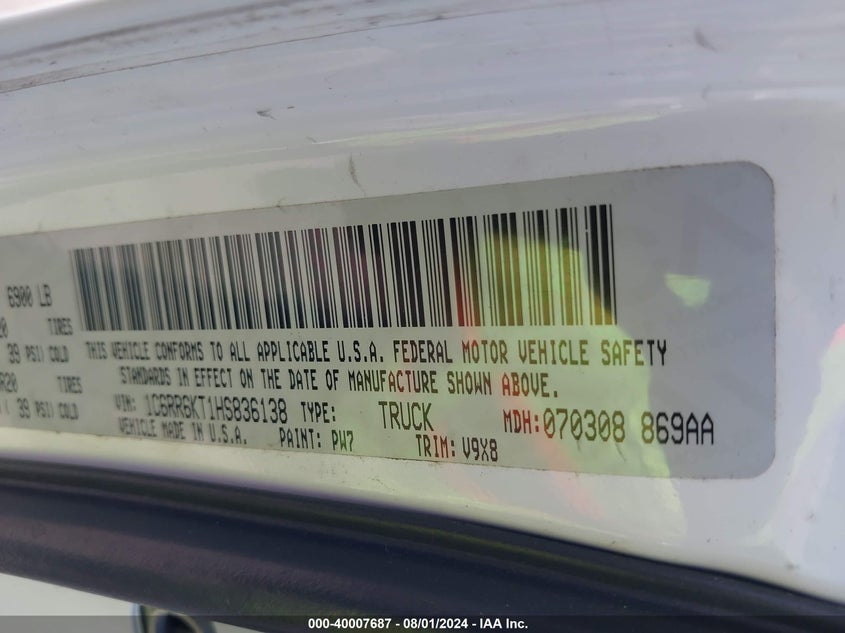 6900 LB
20 TIRES
39 PSI) COLD
R20 TIRES
39 PSI) COLD
THIS VEHICLE CONFORMS TO ALL APPLICABLE U.S.A. FEDERAL MOTOR VEHICLE SAFETY
STANDARDS IN EFFECT ON THE DATE OF MANUFACTURE SHOWN ABOVE.
VIN: 1C6RR6KT1HS836138 TYPE: TRUCK MDH:070308 869AA
VEHICLE MADE IN U.S.A. PAINT: PW7 TRIM: V9X8
000-40007687 - 08/01/2024 - IAA Inc.